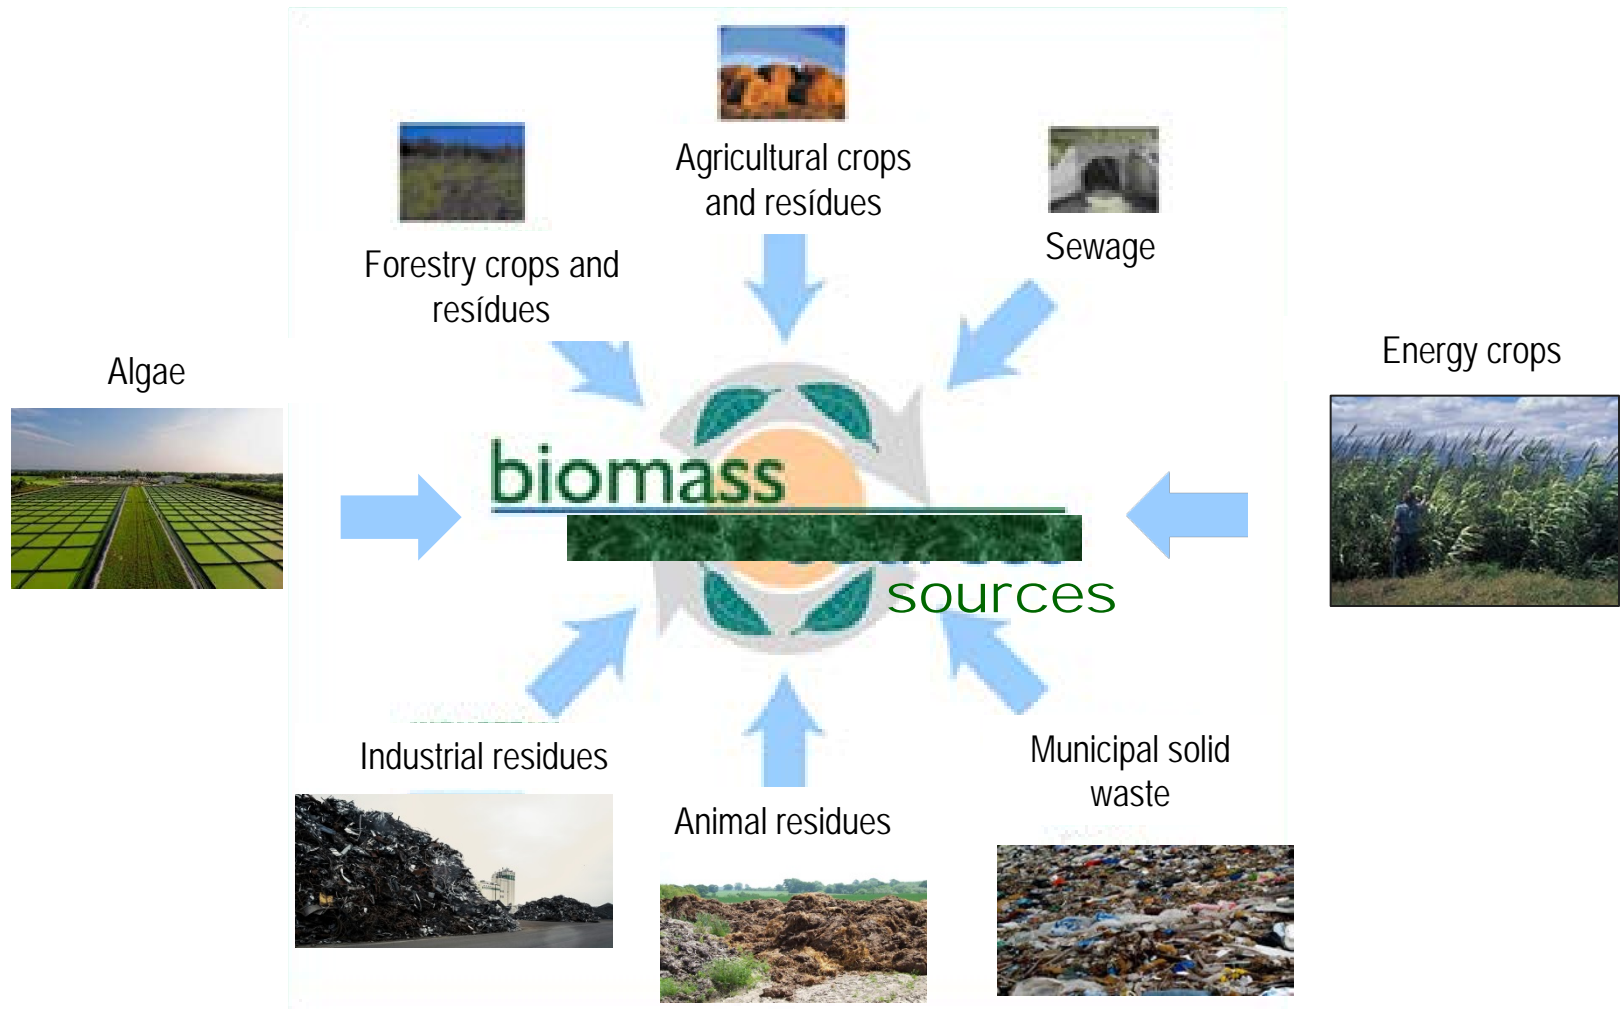 Agricultural crops
and resídues
Sewage
Forestry crops and
resídues
Algae
Energy crops
biomass
sources
Industrial residues
Municipal solid
waste
Animal residues